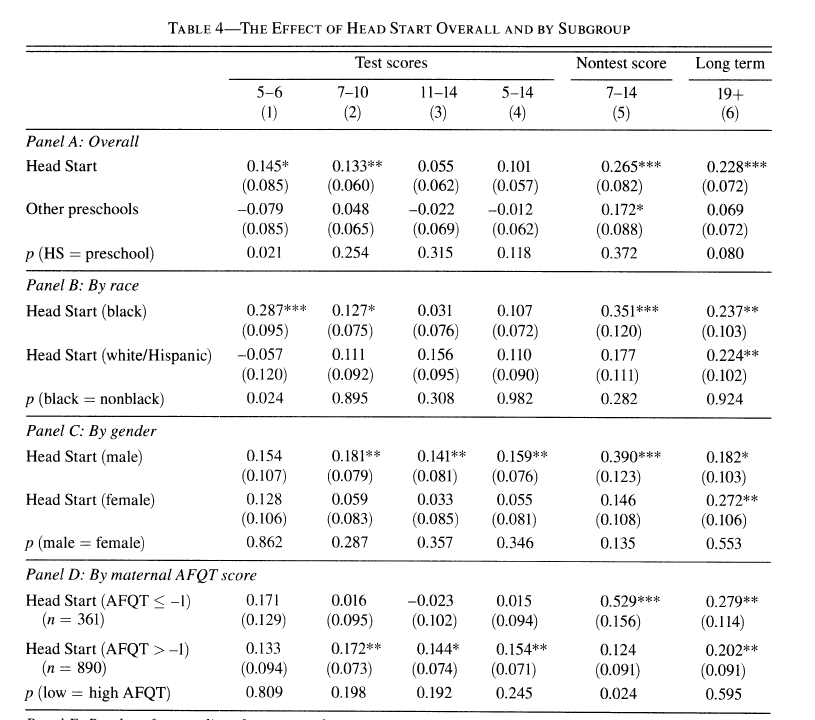 TABLE 4—THE EFFECT OF HEAD START OVERALL AND BY SUBGROUP
Test scores Nontest score Long term
5–6 7–10 11–14 5–14 7–14 19+
(1) (2) (3) (4) (5) (6)
Panel A: Overall
Head Start 0.145* 0.133** 0.055 0.101 0.265*** 0.228***
(0.085) (0.060) (0.062) (0.057) (0.082) (0.072)
Other preschools −0.079 0.048 −0.022 −0.012 0.172* 0.069
(0.085) (0.065) (0.069) (0.062) (0.088) (0.072)
p (HS = preschool) 0.021 0.254 0.315 0.118 0.372 0.080
Panel B: By race
Head Start (black) 0.287*** 0.127* 0.031 0.107 0.351*** 0.237**
(0.095) (0.075) (0.076) (0.072) (0.120) (0.103)
Head Start (white/Hispanic) −0.057 0.111 0.156 0.110 0.177 0.224**
(0.120) (0.092) (0.095) (0.090) (0.111) (0.102)
p (black = nonblack) 0.024 0.895 0.308 0.982 0.282 0.924
Panel C: By gender
Head Start (male) 0.154 0.181** 0.141** 0.159** 0.390*** 0.182*
(0.107) (0.079) (0.081) (0.076) (0.123) (0.103)
Head Start (female) 0.128 0.059 0.033 0.055 0.146 0.272**
(0.106) (0.083) (0.085) (0.081) (0.108) (0.106)
p (male = female) 0.862 0.287 0.357 0.346 0.135 0.553
Panel D: By maternal AFQT score
Head Start (AFQT ≤ −1) 0.171 0.016 −0.023 0.015 0.529*** 0.279**
(n = 361) (0.129) (0.095) (0.102) (0.094) (0.156) (0.114)
Head Start (AFQT > −1) 0.133 0.172** 0.144* 0.154** 0.124 0.202**
(n = 890) (0.094) (0.073) (0.074) (0.071) (0.091) (0.091)
p (low = high AFQT) 0.809 0.198 0.192 0.245 0.024 0.595